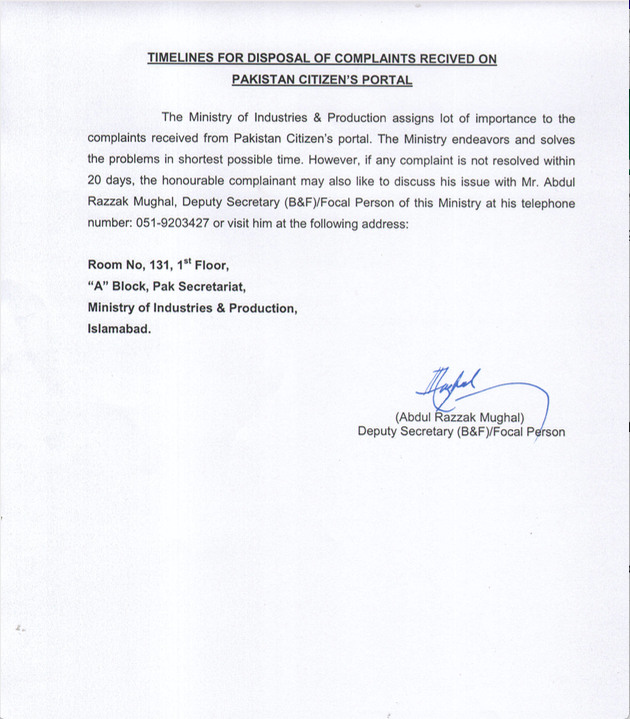 TIMELINES FOR DISPOSAL OF COMPLAINTS RECIVED ON
PAKISTAN CITIZEN'S PORTAL
The Ministry of Industries & Production assigns lot of importance to the
complaints received from Pakistan Citizen's portal. The Ministry endeavors and solves
the problems in shortest possible time. However, if any complaint is not resolved within
20 days, the honourable complainant may also like to discuss his issue with Mr. Abdul
Razzak Mughal, Deputy Secretary (B&F)/Focal Person of this Ministry at his telephone
number: 051-9203427 or visit him at the following address:
Room No, 131, 1st Floor,
“A” Block, Pak Secretariat,
Ministry of Industries & Production,
Islamabad.
Mughal
(Abdul Razzak Mughal)
Deputy Secretary (B&F)/Focal Person